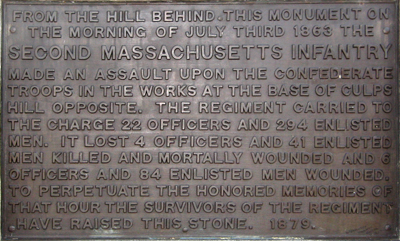 FROM THE HILL BEHIND THIS MONUMENT ON
THE MORNING OF JULY THIRD 1863 THE
SECOND MASSACHUSETTS INFANTRY
MADE AN ASSAULT UPON THE CONFEDERATE
TROOPS IN THE WORKS AT THE BASE OF CULPS
HILL OPPOSITE. THE REGIMENT CARRIED TO
THE CHARGE 22 OFFICERS AND 294 ENLISTED
MEN. IT LOST 4 OFFICERS AND 41 ENLISTED
MEN KILLED AND MORTALLY WOUNDED AND 6
OFFICERS AND 84 ENLISTED MEN WOUNDED.
TO PERPETUATE THE HONORED MEMORIES OF
THAT HOUR THE SURVIVORS OF THE REGIMENT
HAVE RAISED THIS STONE. 1879.